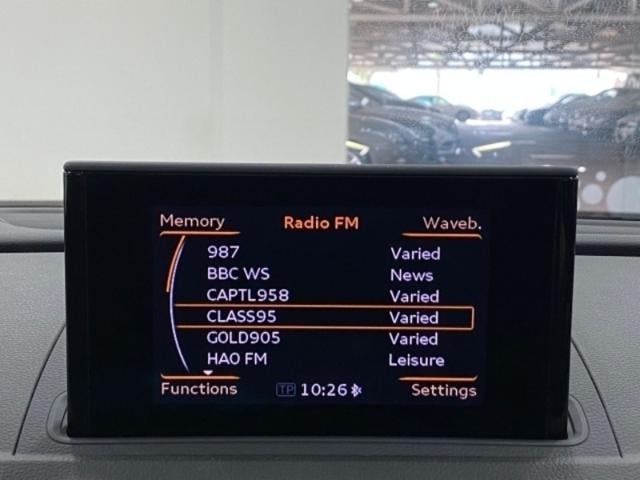 Memory Radio FM Waveb.
987 Varied
BBC WS News
CAPTL958 Varied
CLASS95 Varied
GOLD905 Varied
HAO FM Leisure
Functions TP 10:26 Settings